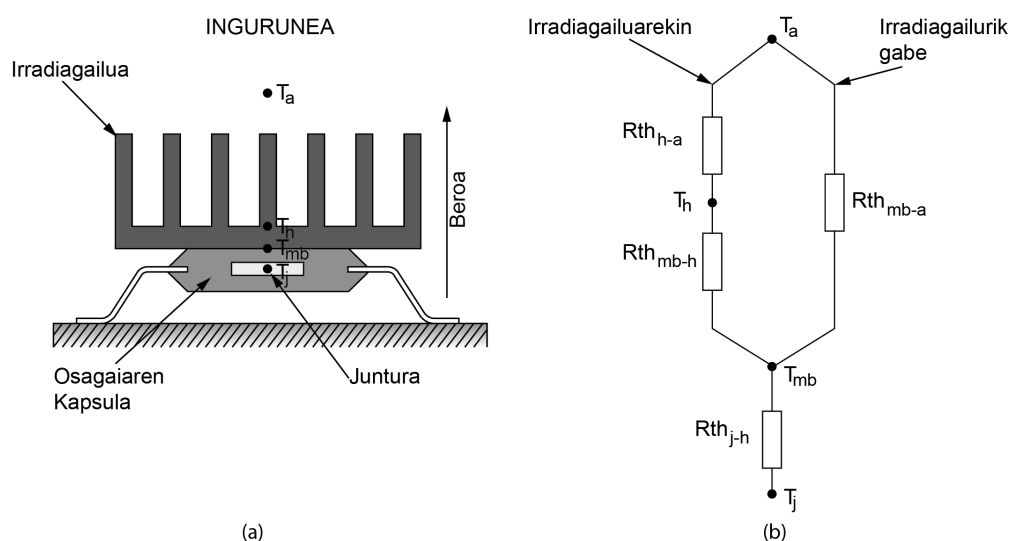 INGURUNEA
Irradiagailua
Ta
Beroa
Th
Tmb
Tj
Osagaiaren
Kapsula
Juntura
(a)
Irradiagailuarekin
Ta
Irradiagailurik
gabe
Rthh-a
Th
Rthmb-a
Rthmb-h
Tmb
Rthj-h
Tj
(b)